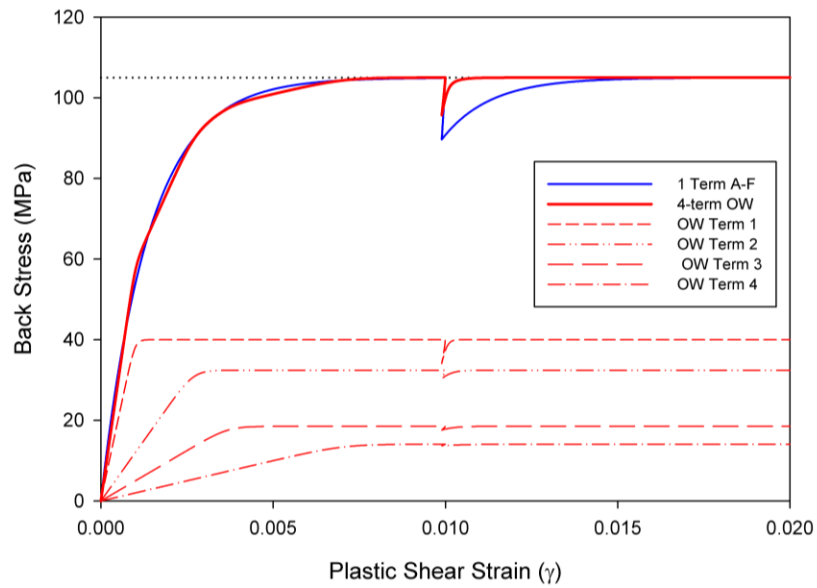 120
100
80
60
40
20
0
Back Stress (MPa)
1 Term A-F
4-term OW
OW Term 1
OW Term 2
OW Term 3
OW Term 4
0.000
0.005
0.010
0.015
0.020
Plastic Shear Strain (γ)